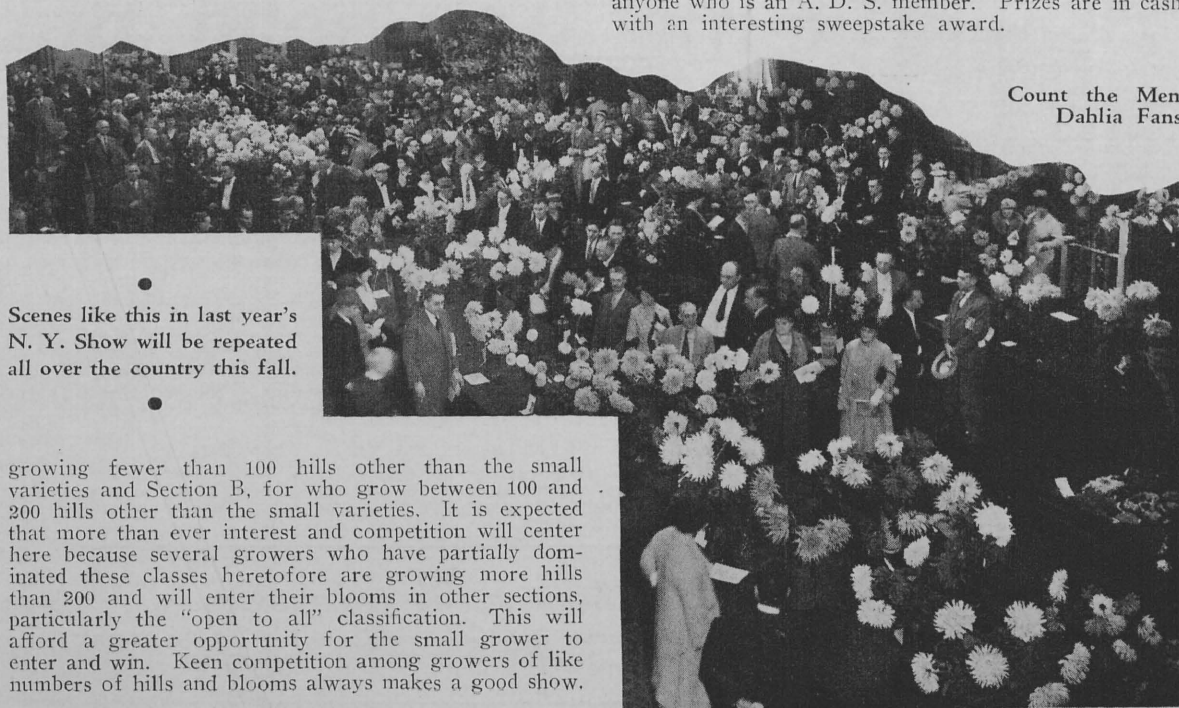 anyone who is an A. D. S. member. Prizes are in cash
with an interesting sweepstake award.
Count the Men
Dahlia Fans
Scenes like this in last year's
N. Y. Show will be repeated
all over the country this fall.
growing fewer than 100 hills other than the small
varieties and Section B, for who grow between 100 and
200 hills other than the small varieties. It is expected
that more than ever interest and competition will center
here because several growers who have partially dom-
inated these classes heretofore are growing more hills
than 200 and will enter their blooms in other sections,
particularly the "open to all" classification. This will
afford a greater opportunity for the small grower to
enter and win. Keen competition among growers of like
numbers of hills and blooms always makes a good show.